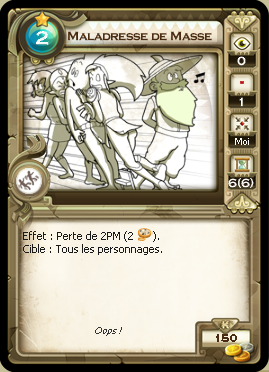 2
MALADRESSE DE MASSE
0
1
Moi
6(6)
Effet : Perte de 2PM (2 ).
Cible : Tous les personnages.
Oops !
K
150